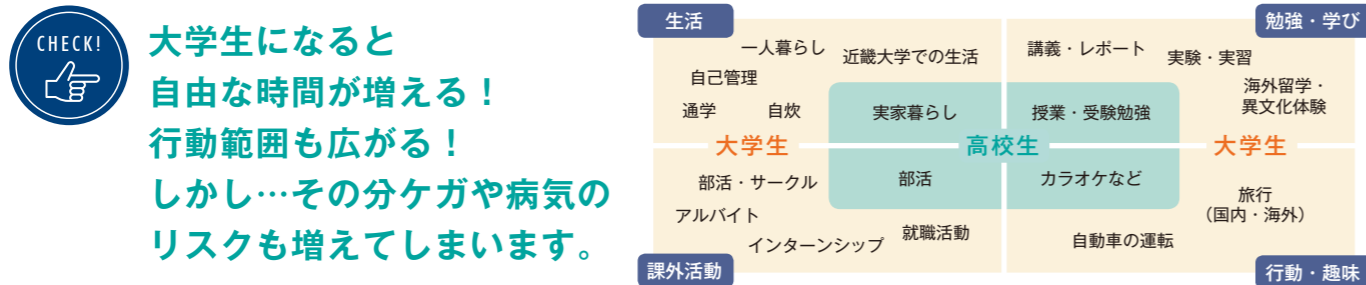 CHECK!
大学生になると
自由な時間が増える！
行動範囲も広がる！
しかし…その分ケガや病気の
リスクも増えてしまいます。
生活
一人暮らし
近畿大学での生活
自己管理
通学
自炊
実家暮らし
勉強・学び
講義・レポート
実験・実習
海外留学・
異文化体験
授業・受験勉強
大学生
高校生
大学生
部活・サークル
部活
アルバイト
インターンシップ
就職活動
課外活動
カラオケなど
旅行
（国内・海外）
自動車の運転
行動・趣味